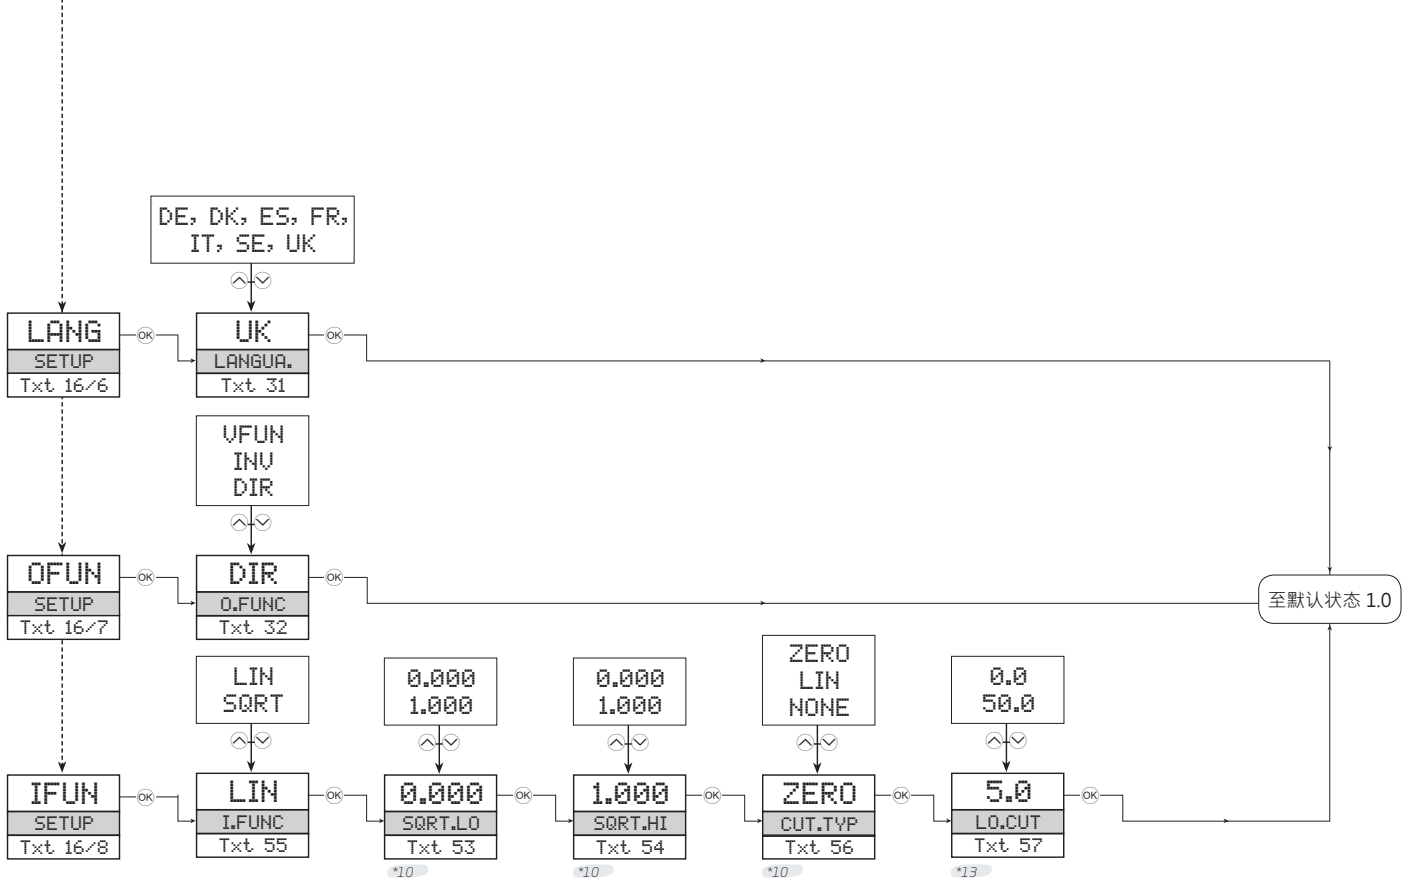 DE, DK, ES, FR,
IT, SE, UK
LANG
SETUP
Txt 16/6
OK
UK
LANGUA.
Txt 31
OK
VFUN
INV
DIR
OFUN
SETUP
Txt 16/7
OK
DIR
O.FUNC
Txt 32
OK
至默认状态 1.0
LIN
SQRT
0.000
1.000
0.000
1.000
ZERO
LIN
NONE
0.0
50.0
IFUN
SETUP
Txt 16/8
OK
LIN
I.FUNC
Txt 55
OK
0.000
SQRT.LO
Txt 53
*10
OK
1.000
SQRT.HI
Txt 54
*10
OK
ZERO
CUT.TYP
Txt 56
*10
OK
5.0
LO.CUT
Txt 57
*13
OK